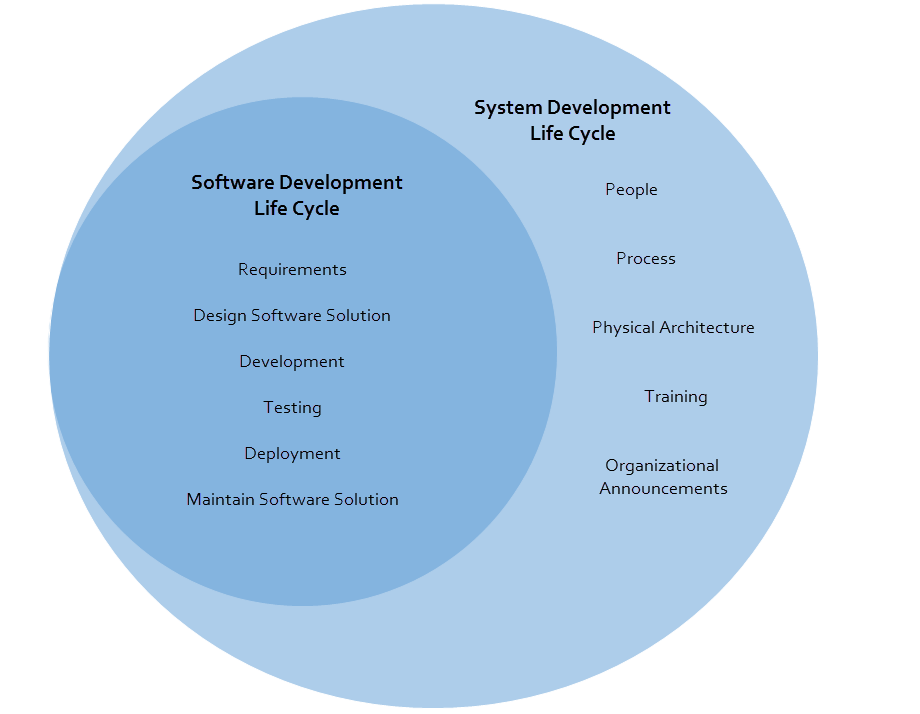 System Development
Life Cycle
People
Process
Physical Architecture
Training
Organizational
Announcements
Software Development
Life Cycle
Requirements
Design Software Solution
Development
Testing
Deployment
Maintain Software Solution